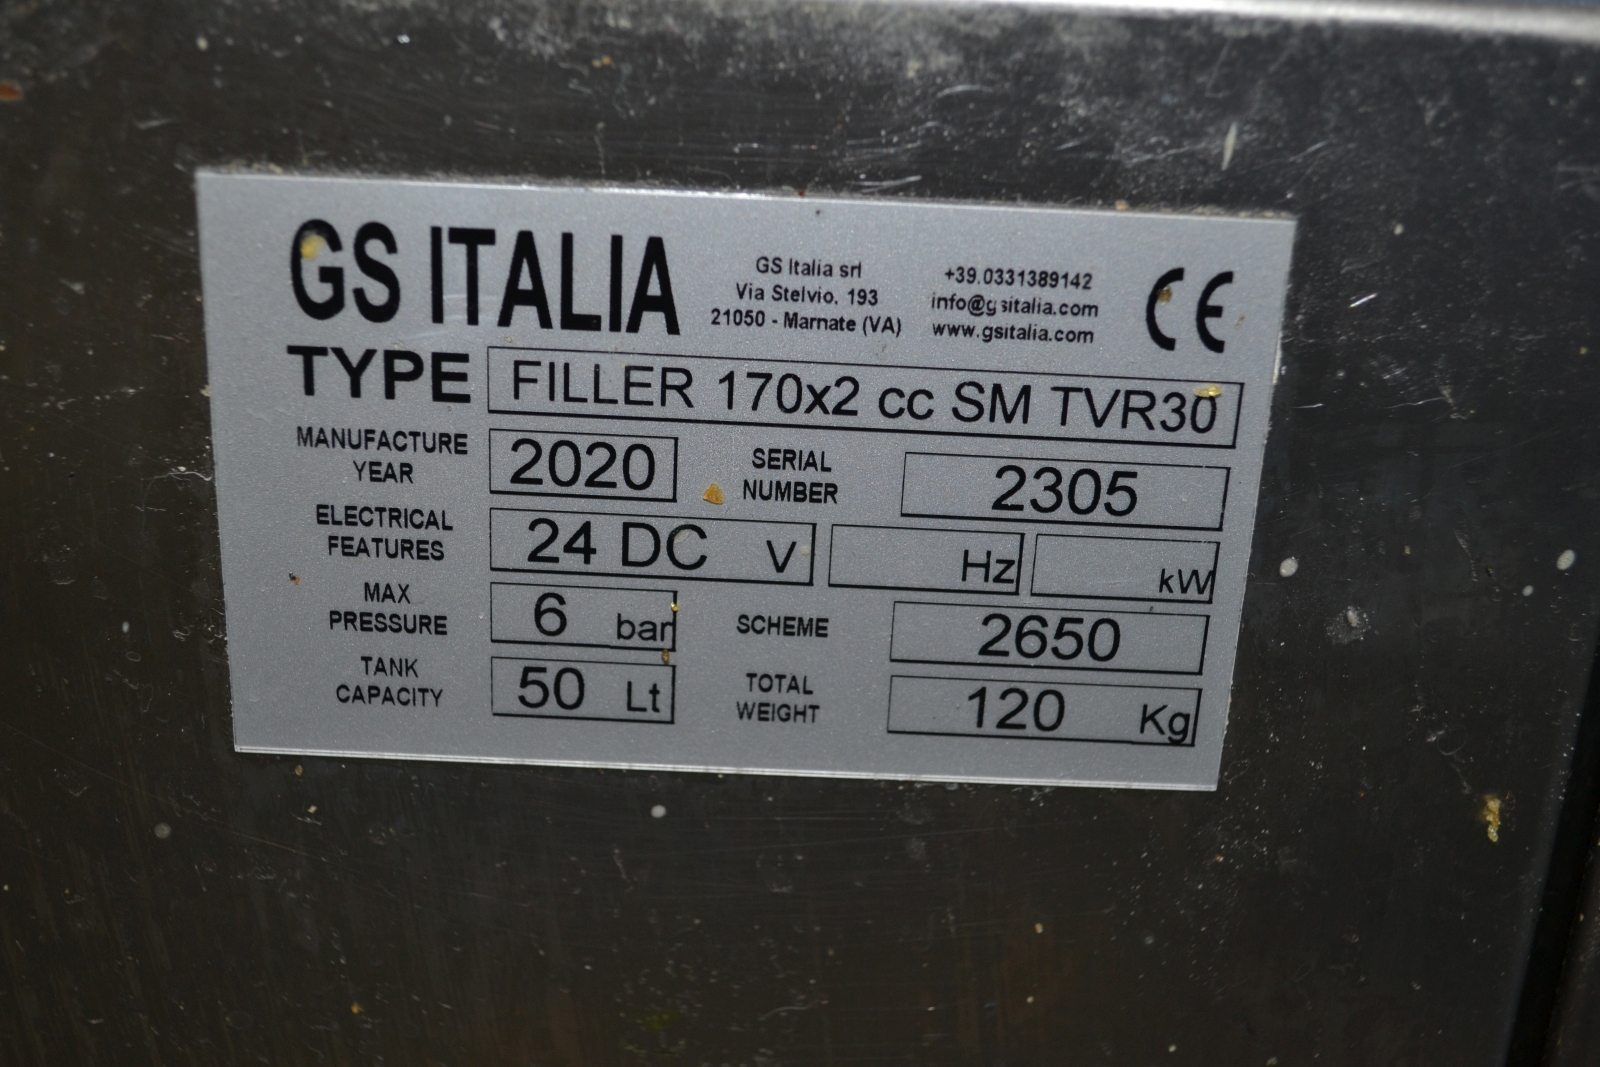 GS ITALIA
GS Italia srl
Via Stelvio, 193
21050 - Marnate (VA)
+39.0331389142
info@gsitalia.com
www.gsitalia.com
CE
TYPE FILLER 170x2 cc SM TVR30
MANUFACTURE YEAR 2020 SERIAL NUMBER 2305
ELECTRICAL FEATURES 24 DC V Hz kW
MAX PRESSURE 6 bar SCHEME 2650
TANK CAPACITY 50 Lt TOTAL WEIGHT 120 Kg